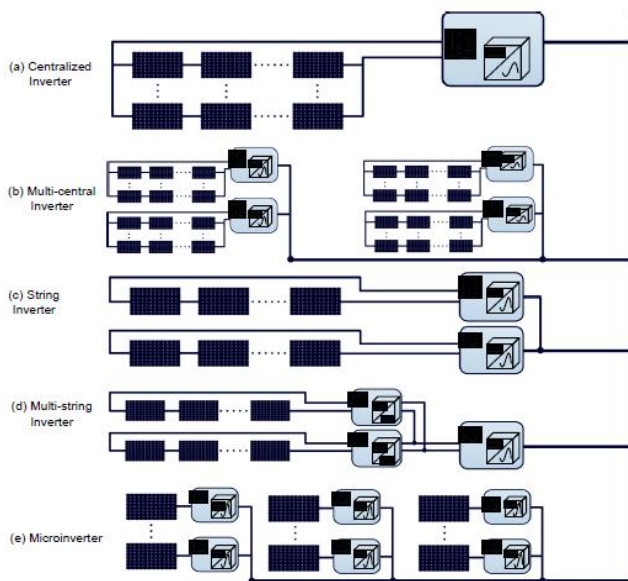 (a) Centralized
Inverter
(b) Multi-central
Inverter
(c) String
Inverter
(d) Multi-string
Inverter
(e) Microinverter